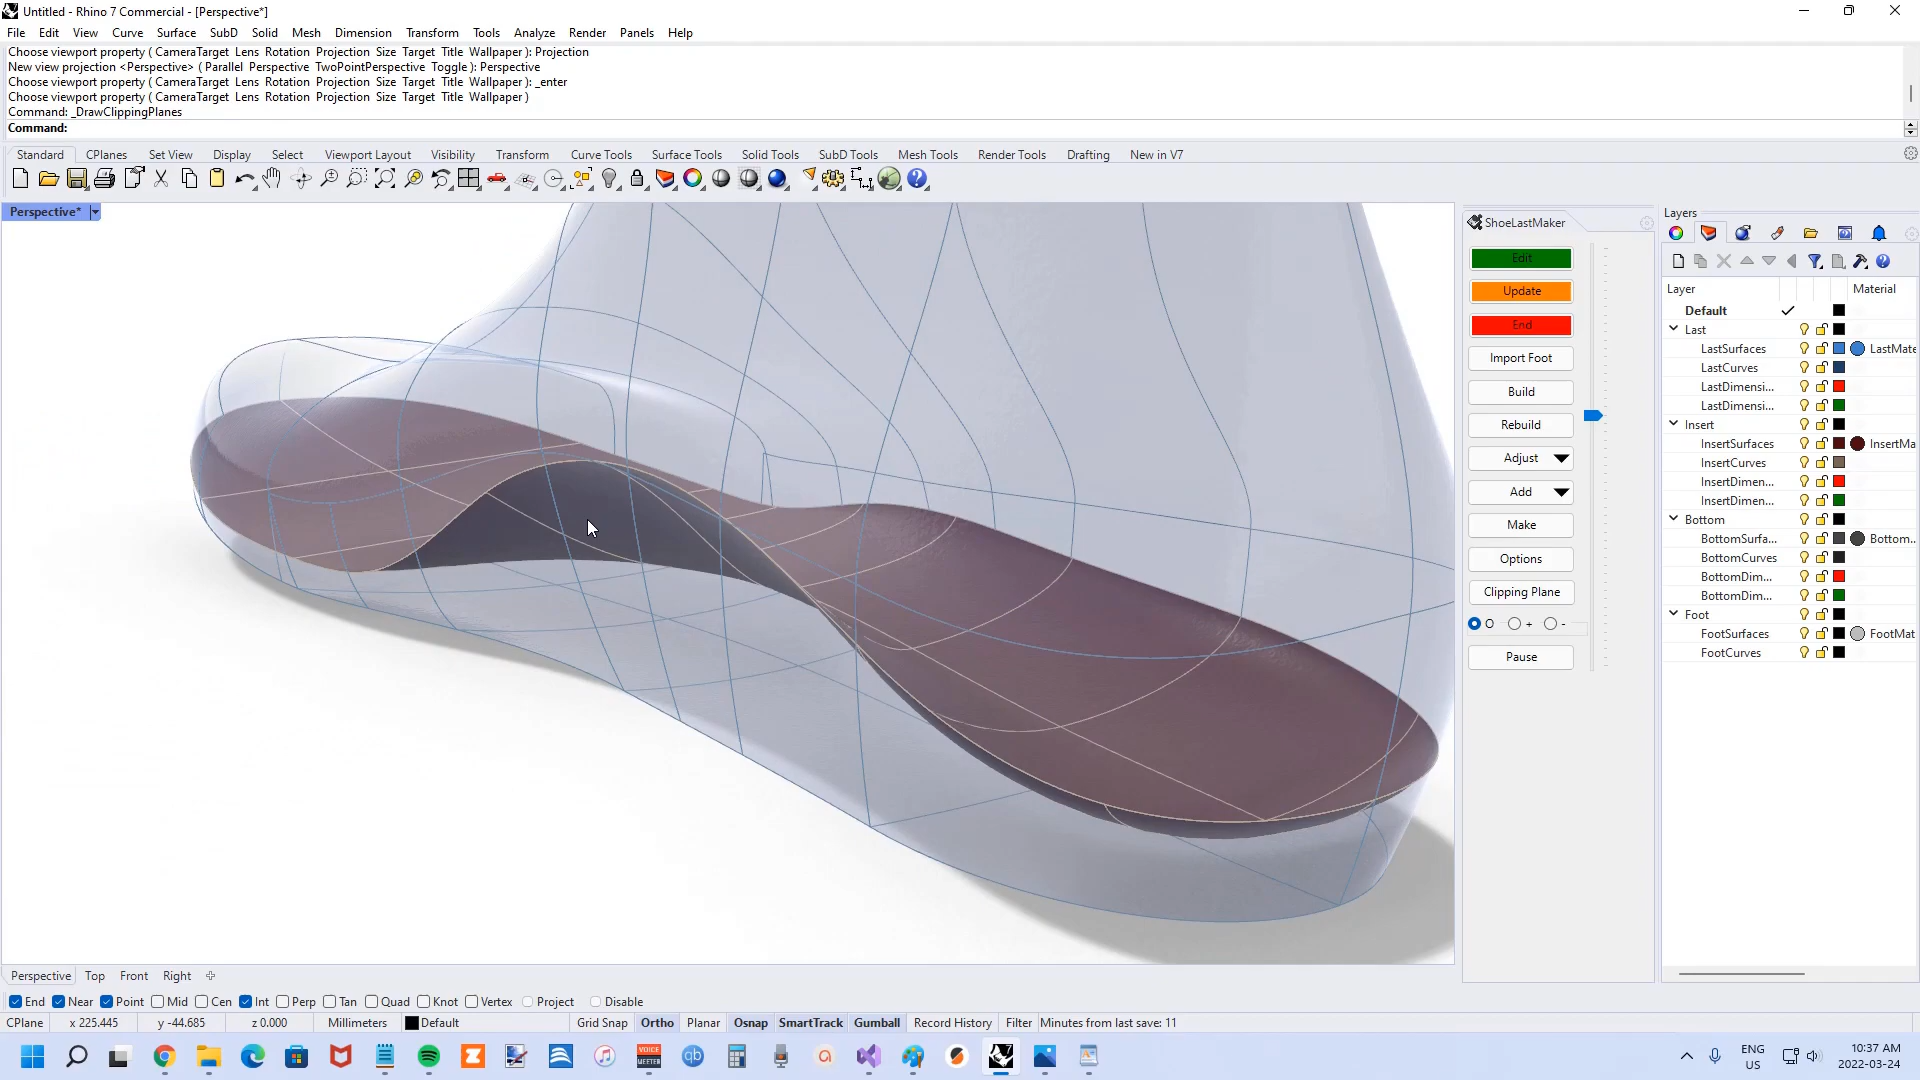 Untitled - Rhino 7 Commercial - [Perspective*]
File Edit View Curve Surface SubD Solid Mesh Dimension Transform Tools Analyze Render Panels Help
Choose viewport property ( CameraTarget Lens Rotation Projection Size Target Title Wallpaper ): Projection
New view projection <Perspective> ( Parallel Perspective TwoPointPerspective Toggle ): Perspective
Choose viewport property ( CameraTarget Lens Rotation Projection Size Target Title Wallpaper ): _enter
Choose viewport property ( CameraTarget Lens Rotation Projection Size Target Title Wallpaper )
Command: _DrawClippingPlanes
Command:
Standard CPlanes Set View Display Select Viewport Layout Visibility Transform Curve Tools Surface Tools Solid Tools SubD Tools Mesh Tools Render Tools Drafting New in V7
Perspective*
ShoeLastMaker
Edit
Update
End
Import Foot
Build
Rebuild
Adjust
Add
Make
Options
Clipping Plane
O + -
Pause
Layers
Layer Material
Default
Last
LastSurfaces LastMate
LastCurves
LastDimensi...
LastDimensi...
Insert
InsertSurfaces InsertMa
InsertCurves
InsertDimen...
InsertDimen...
Bottom
BottomSurfa... Bottom...
BottomCurves
BottomDim...
BottomDim...
Foot
FootSurfaces FootMat
FootCurves
Perspective Top Front Right
End Near Point Mid Cen Int Perp Tan Quad Knot Vertex Project Disable
CPlane x 225.445 y -44.685 z 0.000 Millimeters Default Grid Snap Ortho Planar Osnap SmartTrack Gumball Record History Filter Minutes from last save: 11
VOICE
MEETER
qb
ENG
US
10:37 AM
2022-03-24